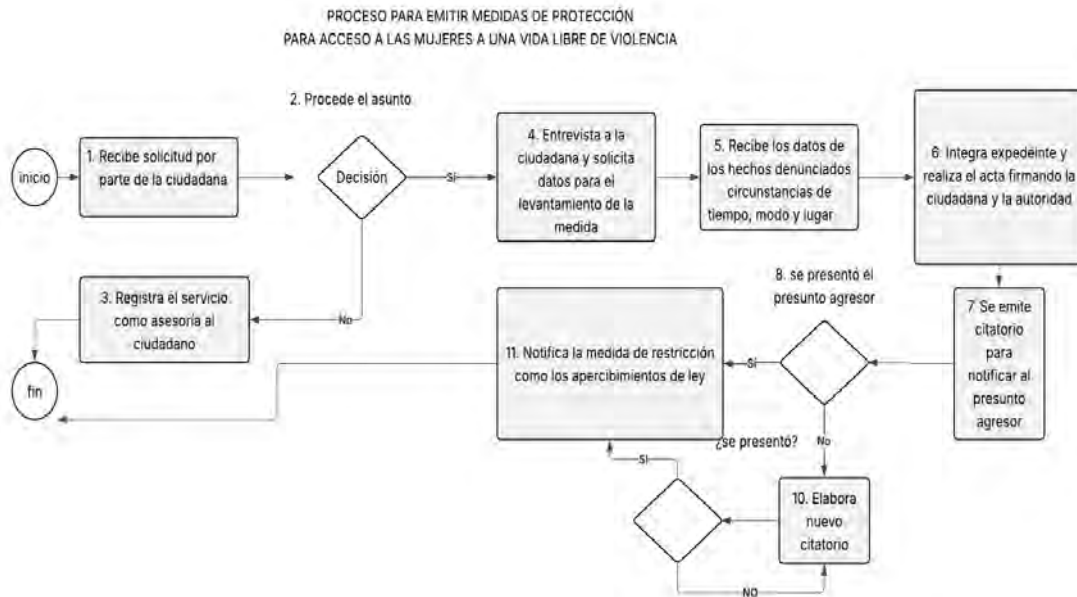 PROCESO PARA EMITIR MEDIDAS DE PROTECCIÓN
PARA ACCESO A LAS MUJERES A UNA VIDA LIBRE DE VIOLENCIA
inicio
1. Recibe solicitud por
parte de la ciudadana
2. Procede el asunto
Decisión
Si
4. Entrevista a la
ciudadana y solicita
datos para el
levantamiento de la
medida
5. Recibe los datos de
los hechos denunciados
circunstancias de
tiempo, modo y lugar
6. Integra expedeinte y
realiza el acta firmando la
ciudadana y la autoridad
No
3. Registra el servicio
como asesoría al
ciudadano
fin
7. Se emite
citatorio
para
notificar al
presunto
agresor
8. se presentó el
presunto agresor
Sí
11. Notifica la medida de restricción
como los apercibimientos de ley
No
¿se presentó?
SI
10. Elabora
nuevo
citatorio
NO